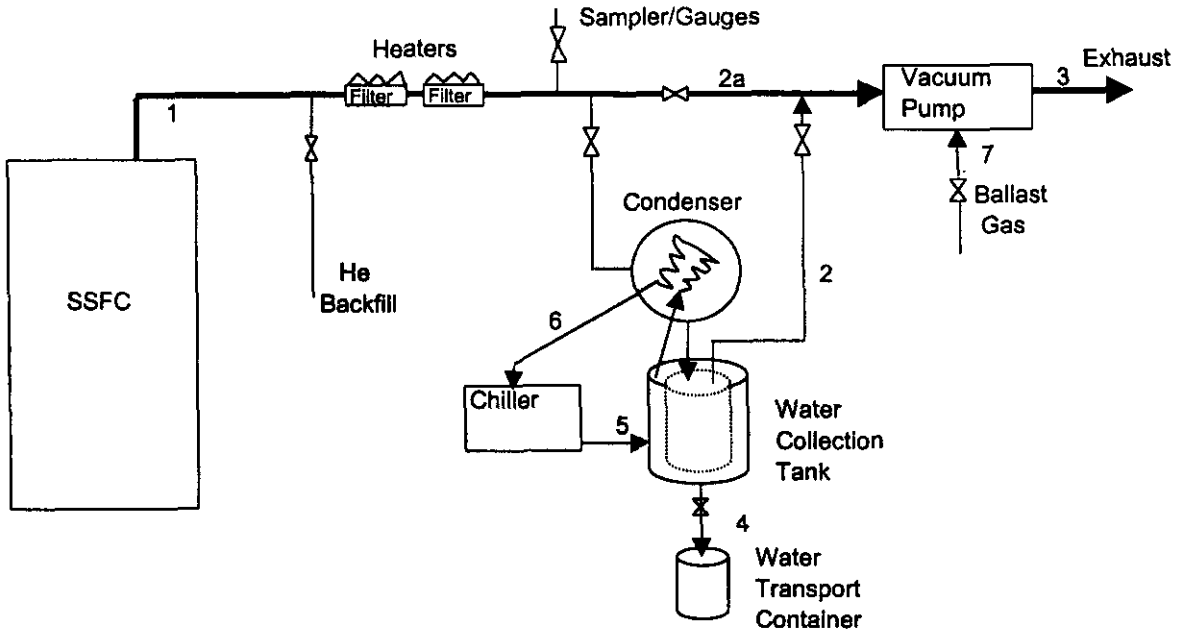 Sampler/Gauges
Heaters
Filter
Filter
1
2a
Vacuum
Pump
3
Exhaust
7
Ballast
Gas
Condenser
SSFC
He
Backfill
2
6
Chiller
5
Water
Collection
Tank
4
Water
Transport
Container